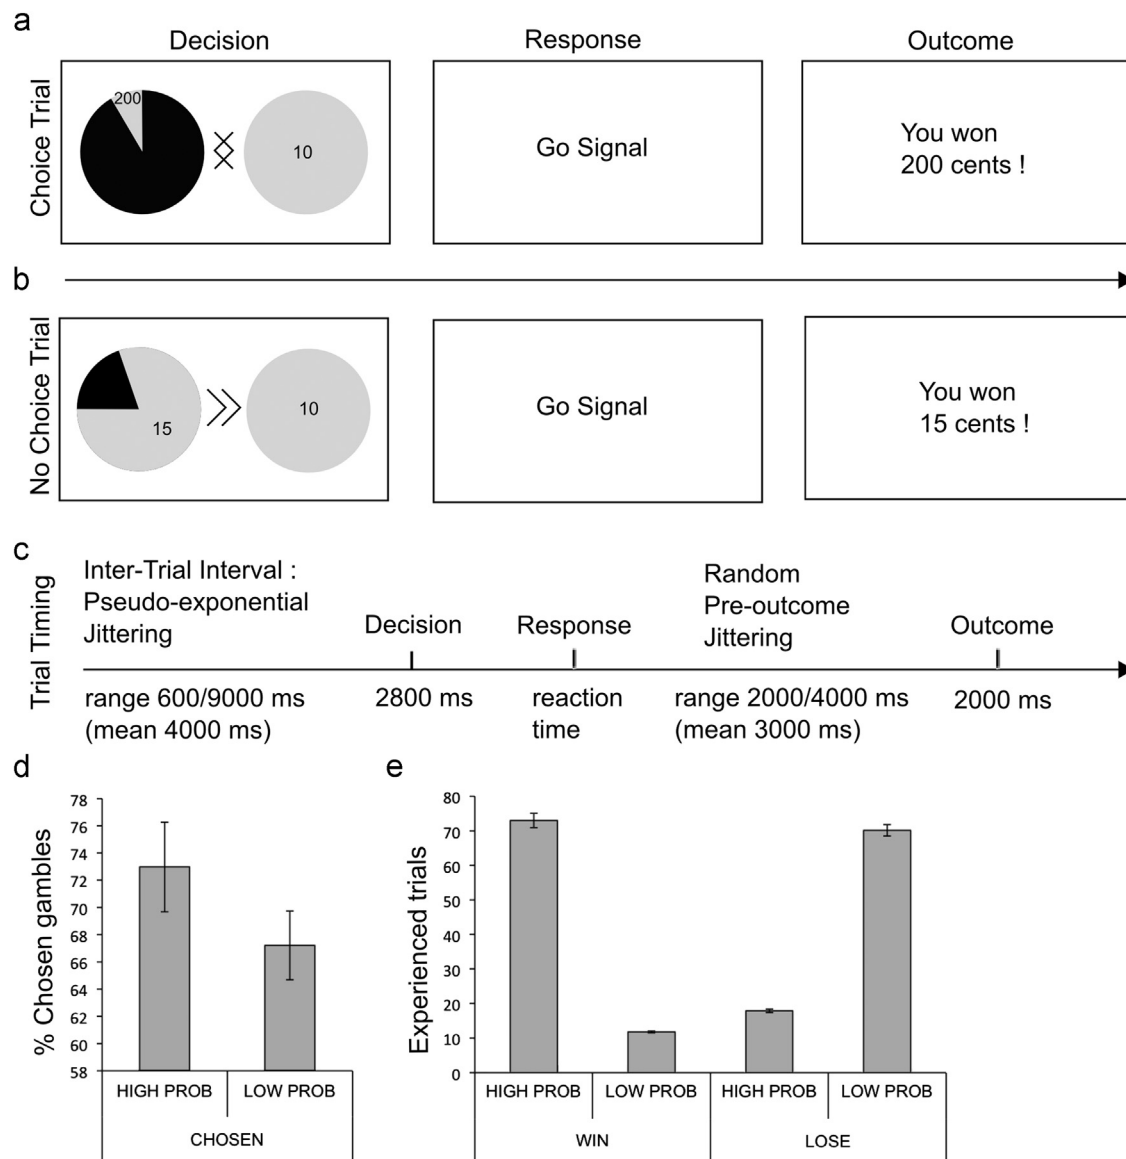 a
Decision Response Outcome
Choice Trial
200
10
Go Signal
You won
200 cents !
b
No Choice Trial
15
10
Go Signal
You won
15 cents !
c
Trial Timing
Inter-Trial Interval :
Pseudo-exponential
Jittering
Decision
Response
Random
Pre-outcome
Jittering
Outcome
range 600/9000 ms
(mean 4000 ms)
2800 ms
reaction
time
range 2000/4000 ms
(mean 3000 ms)
2000 ms
d
% Chosen gambles
78
76
74
72
70
68
66
64
62
60
58
HIGH PROB LOW PROB
CHOSEN
e
Experienced trials
80
70
60
50
40
30
20
10
0
HIGH PROB LOW PROB HIGH PROB LOW PROB
WIN LOSE